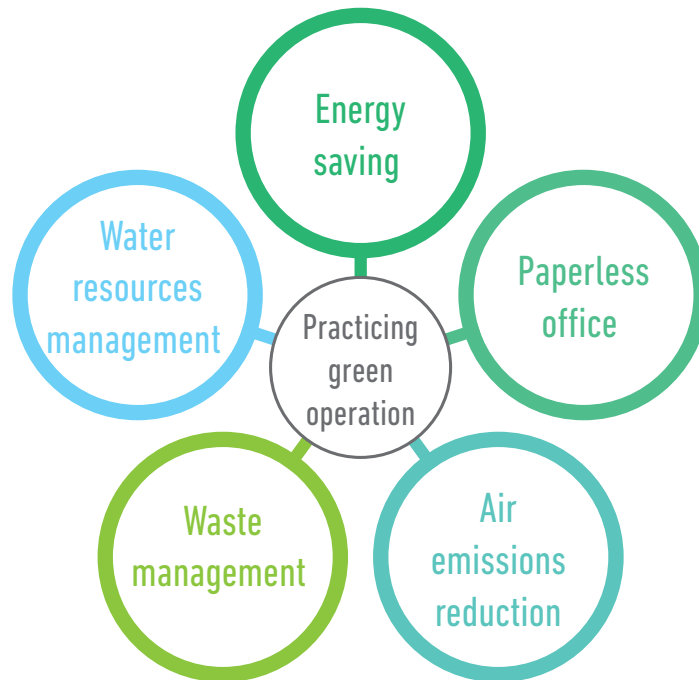 Energy
saving
Water
resources
management
Paperless
office
Practicing
green
operation
Waste
management
Air
emissions
reduction